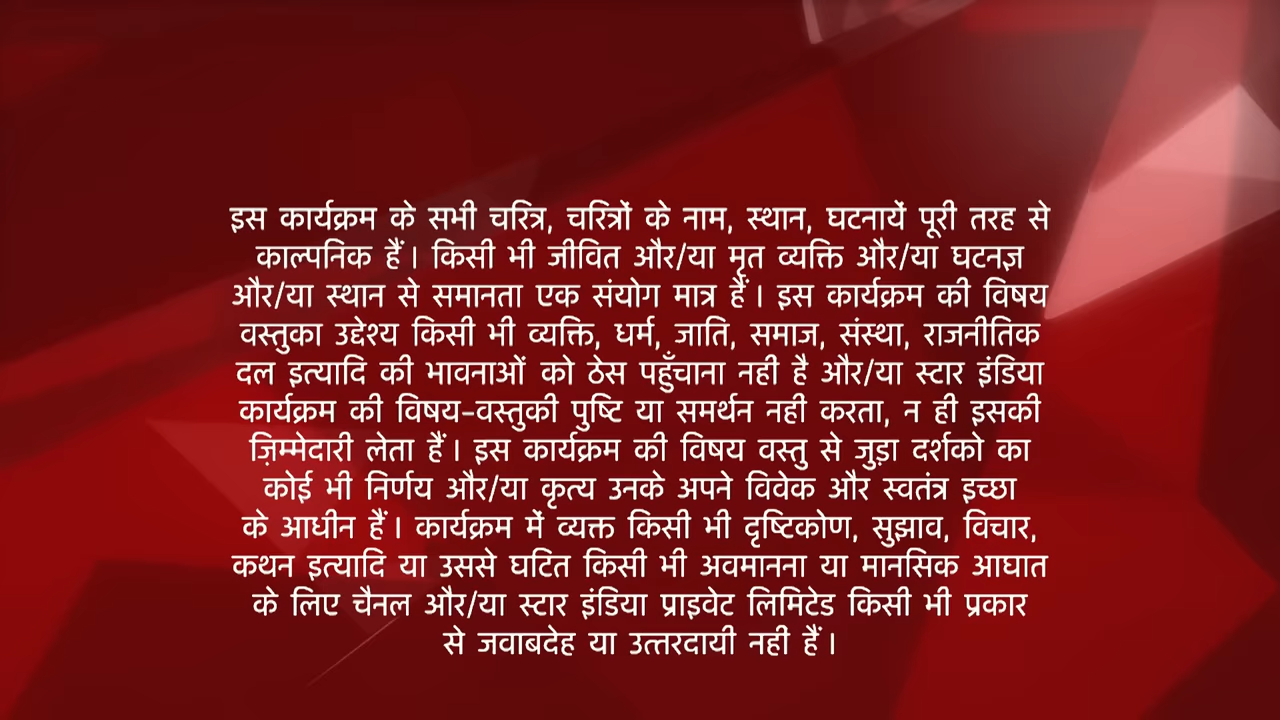 इस कार्यक्रम के सभी चरित्र, चरित्रों के नाम, स्थान, घटनायें पूरी तरह से
काल्पनिक हैं। किसी भी जीवित और/या मृत व्यक्ति और/या घटनज्ञ
और/या स्थान से समानता एक संयोग मात्र हैं। इस कार्यक्रम की विषय
वस्तुका उद्देश्य किसी भी व्यक्ति, धर्म, जाति, समाज, संस्था, राजनीतिक
दल इत्यादि की भावनाओं को ठेस पहुँचाना नही है और/या स्टार इंडिया
कार्यक्रम की विषय-वस्तुकी पुष्टि या समर्थन नही करता, न ही इसकी
ज़िम्मेदारी लेता हैं। इस कार्यक्रम की विषय वस्तु से जुड़ा दर्शको का
कोई भी निर्णय और/या कृत्य उनके अपने विवेक और स्वतंत्र इच्छा
के आधीन हैं। कार्यक्रम में व्यक्त किसी भी दृष्टिकोण, सुझाव, विचार,
कथन इत्यादि या उससे घटित किसी भी अवमानना या मानसिक आघात
के लिए चैनल और/या स्टार इंडिया प्राइवेट लिमिटेड किसी भी प्रकार
से जवाबदेह या उत्तरदायी नही हैं।